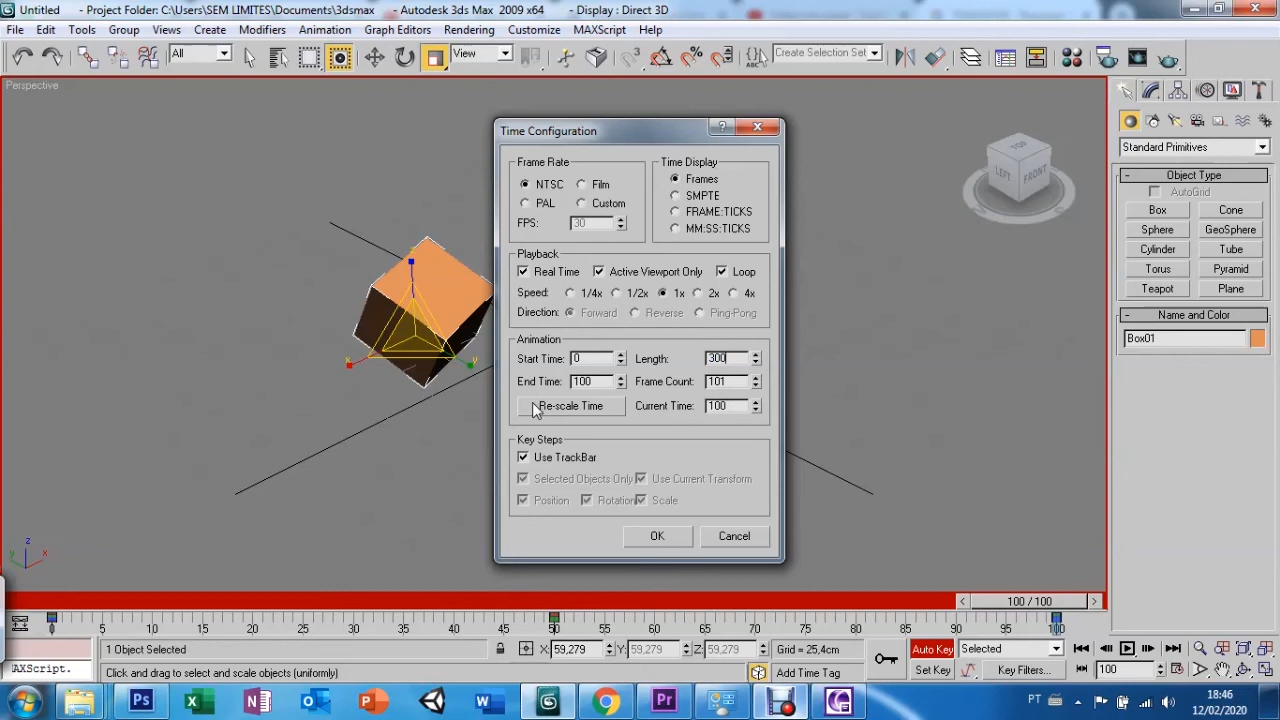 Untitled - Project Folder: C:\Users\SEM LIMITES\Documents\3dsmax - Autodesk 3ds Max 2009 x64 - Display : Direct 3D
File Edit Tools Group Views Create Modifiers Animation Graph Editors Rendering Customize MAXScript Help
All View Create Selection Set
Perspective
TOP
LEFT FRONT
Standard Primitives
- Object Type
AutoGrid
Box Cone
Sphere GeoSphere
Cylinder Tube
Torus Pyramid
Teapot Plane
- Name and Color
Box01
Time Configuration
Frame Rate Time Display
NTSC Film Frames
SMPTE
PAL Custom FRAME:TICKS
FPS: 30 MM:SS:TICKS
Playback
Real Time Active Viewport Only Loop
Speed: 1/4x 1/2x 1x 2x 4x
Direction: Forward Reverse Ping-Pong
Animation
Start Time: 0 Length: 300
End Time: 100 Frame Count: 101
Re-scale Time Current Time: 100
Key Steps
Use TrackBar
Selected Objects Only Use Current Transform
Position Rotation Scale
OK Cancel
x y
z
y x
< 100 / 100 >
0 5 10 15 20 25 30 35 40 45 50 55 60 65 70 75 80 85 90 95 100
1 Object Selected X: 59,279 Y: 59,279 Z: 59,279 Grid = 25,4cm Auto Key Selected
MAXScript. Click and drag to select and scale objects (uniformly) Add Time Tag Set Key Key Filters... 100
PT 18:46
12/02/2020